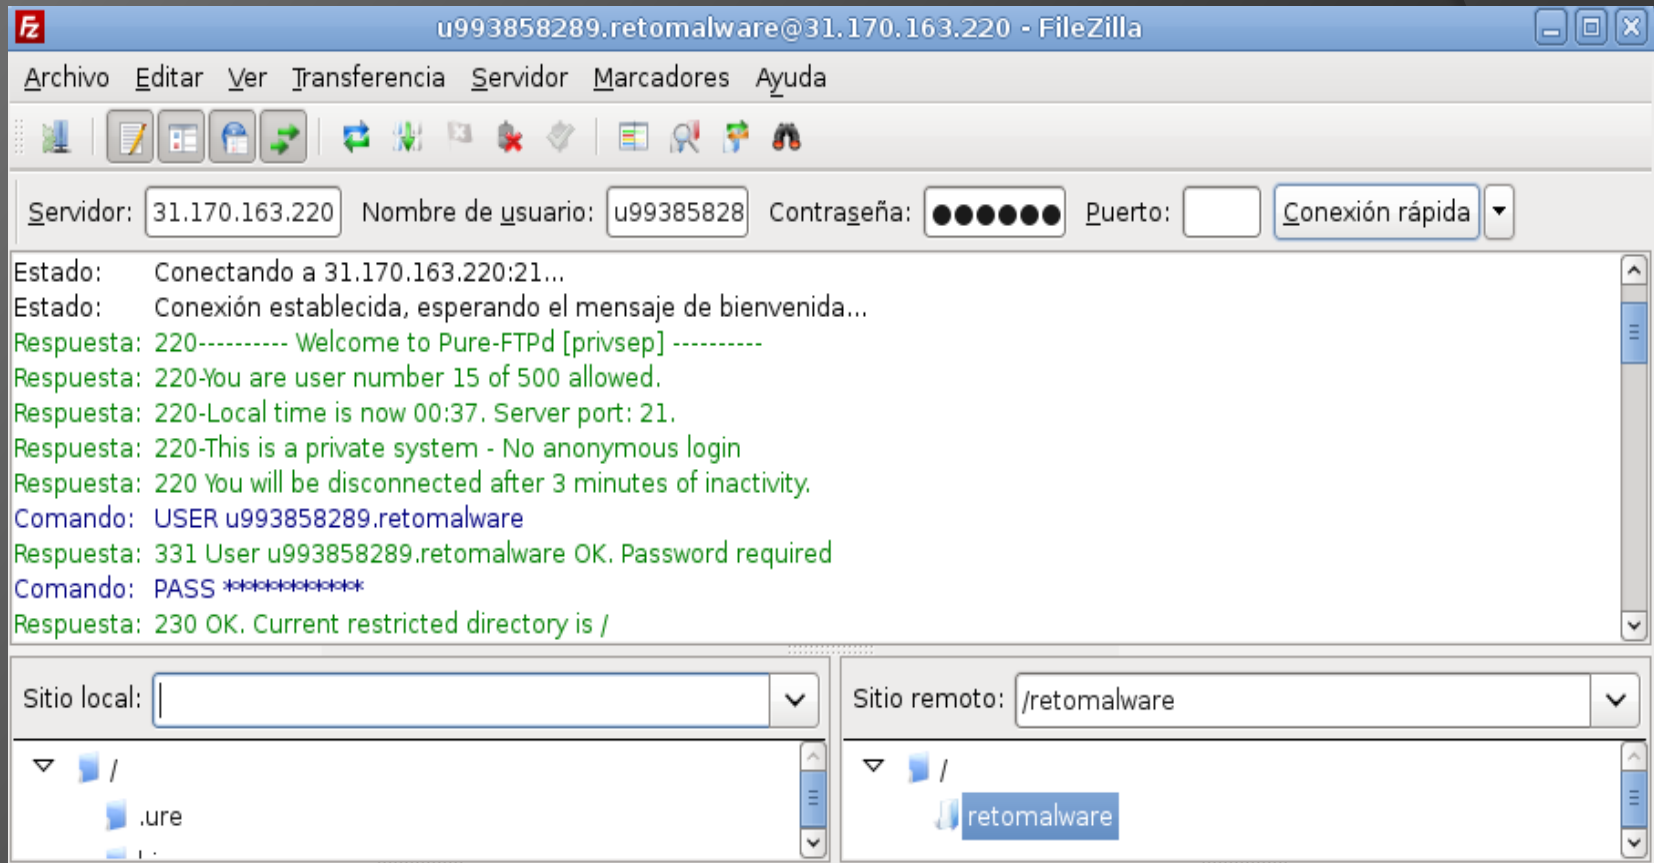 u993858289.retomalware@31.170.163.220 - FileZilla
Archivo Editar Ver Transferencia Servidor Marcadores Ayuda
Servidor: 31.170.163.220 Nombre de usuario: u99385828 Contraseña: ●●●●●● Puerto: Conexión rápida
Estado: Conectando a 31.170.163.220:21...
Estado: Conexión establecida, esperando el mensaje de bienvenida...
Respuesta: 220---------- Welcome to Pure-FTPd [privsep] ----------
Respuesta: 220-You are user number 15 of 500 allowed.
Respuesta: 220-Local time is now 00:37. Server port: 21.
Respuesta: 220-This is a private system - No anonymous login
Respuesta: 220 You will be disconnected after 3 minutes of inactivity.
Comando: USER u993858289.retomalware
Respuesta: 331 User u993858289.retomalware OK. Password required
Comando: PASS ************
Respuesta: 230 OK. Current restricted directory is /
Sitio local:
/
.ure
Sitio remoto: /retomalware
/
retomalware